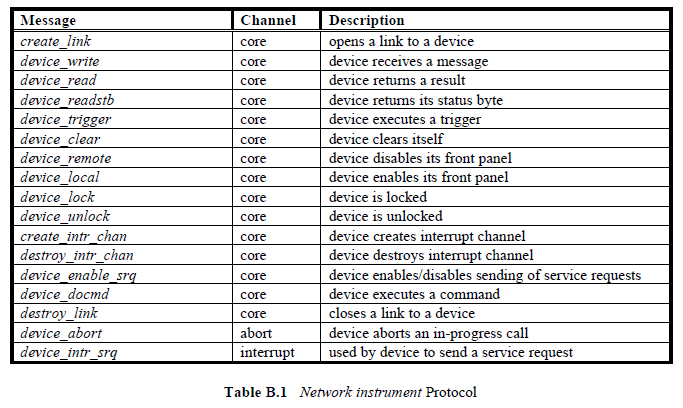 Message Channel Description
create_link core opens a link to a device
device_write core device receives a message
device_read core device returns a result
device_readstb core device returns its status byte
device_trigger core device executes a trigger
device_clear core device clears itself
device_remote core device disables its front panel
device_local core device enables its front panel
device_lock core device is locked
device_unlock core device is unlocked
create_intr_chan core device creates interrupt channel
destroy_intr_chan core device destroys interrupt channel
device_enable_srq core device enables/disables sending of service requests
device_docmd core device executes a command
destroy_link core closes a link to a device
device_abort abort device aborts an in-progress call
device_intr_srq interrupt used by device to send a service request
Table B.1 Network instrument Protocol